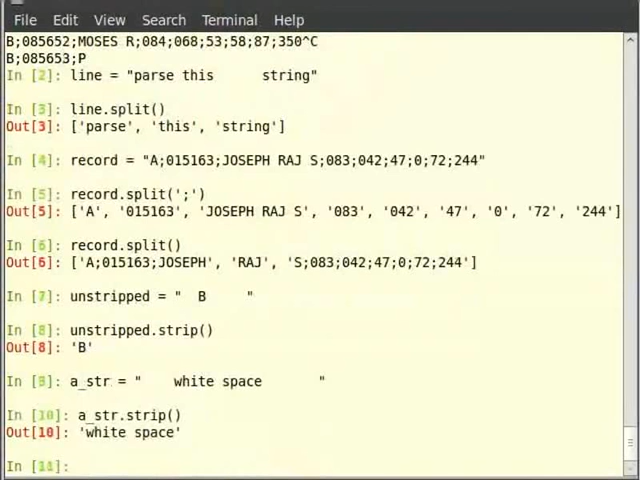 File Edit View Search Terminal Help
B;085652;MOSES R;084;068;53;58;87;350^C
B;085653;P
In [2]: line = "parse this      string"
In [3]: line.split()
Out[3]: ['parse', 'this', 'string']
In [4]: record = "A;015163;JOSEPH RAJ S;083;042;47;0;72;244"
In [5]: record.split(';')
Out[5]: ['A', '015163', 'JOSEPH RAJ S', '083', '042', '47', '0', '72', '244']
In [6]: record.split()
Out[6]: ['A;015163;JOSEPH', 'RAJ', 'S;083;042;47;0;72;244']
In [7]: unstripped = "  B     "
In [8]: unstripped.strip()
Out[8]: 'B'
In [9]: a_str = "    white space       "
In [10]: a_str.strip()
Out[10]: 'white space'
In [11]: